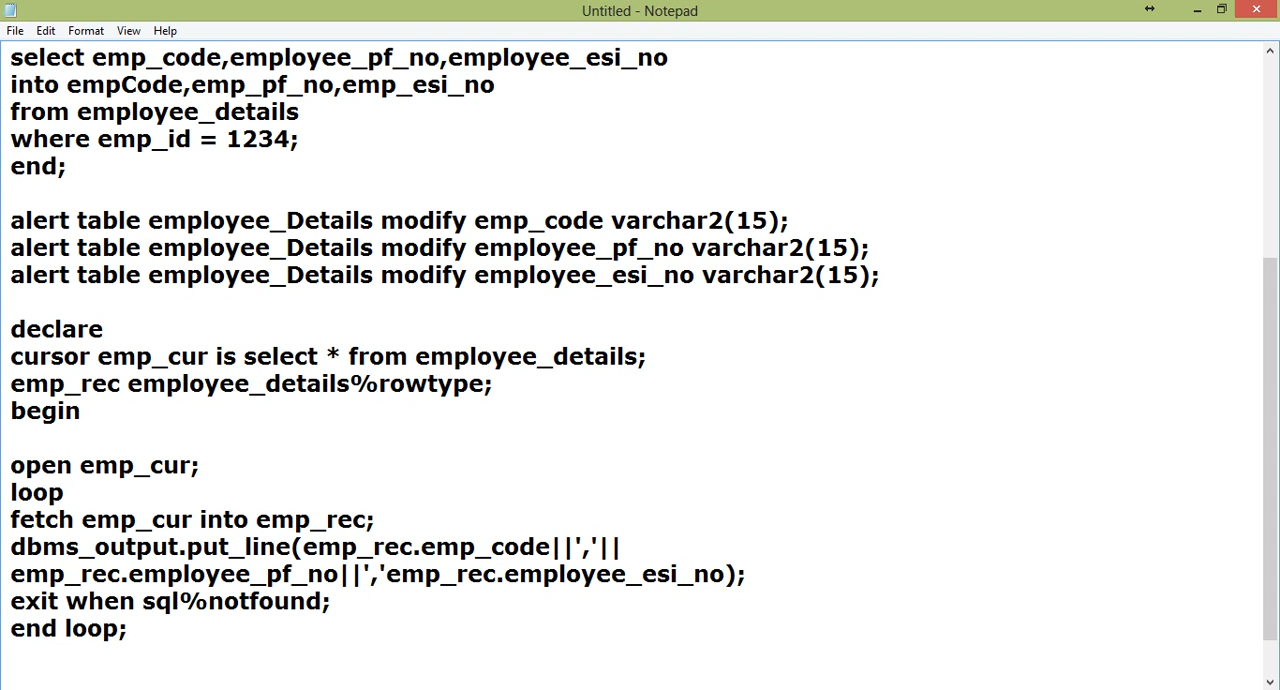 Untitled - Notepad
File Edit Format View Help
select emp_code,employee_pf_no,employee_esi_no
into empCode,emp_pf_no,emp_esi_no
from employee_details
where emp_id = 1234;
end;
alert table employee_Details modify emp_code varchar2(15);
alert table employee_Details modify employee_pf_no varchar2(15);
alert table employee_Details modify employee_esi_no varchar2(15);
declare
cursor emp_cur is select * from employee_details;
emp_rec employee_details%rowtype;
begin
open emp_cur;
loop
fetch emp_cur into emp_rec;
dbms_output.put_line(emp_rec.emp_code||','||
emp_rec.employee_pf_no||','emp_rec.employee_esi_no);
exit when sql%notfound;
end loop;